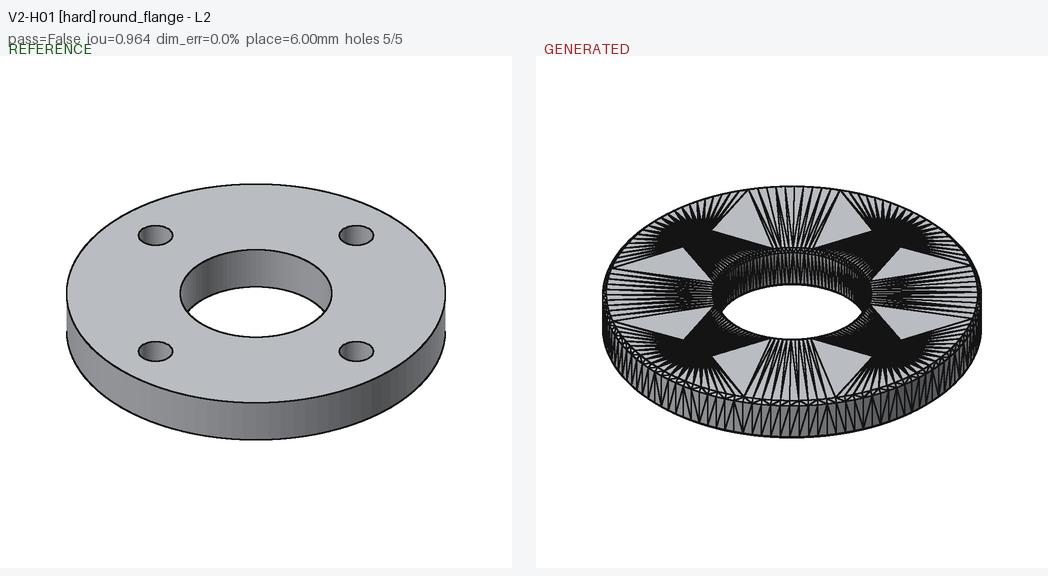 V2-H01 [hard] round_flange - L2
pass=False iou=0.964 dim_err=0.0% place=6.00mm holes 5/5
REFERENCE
GENERATED